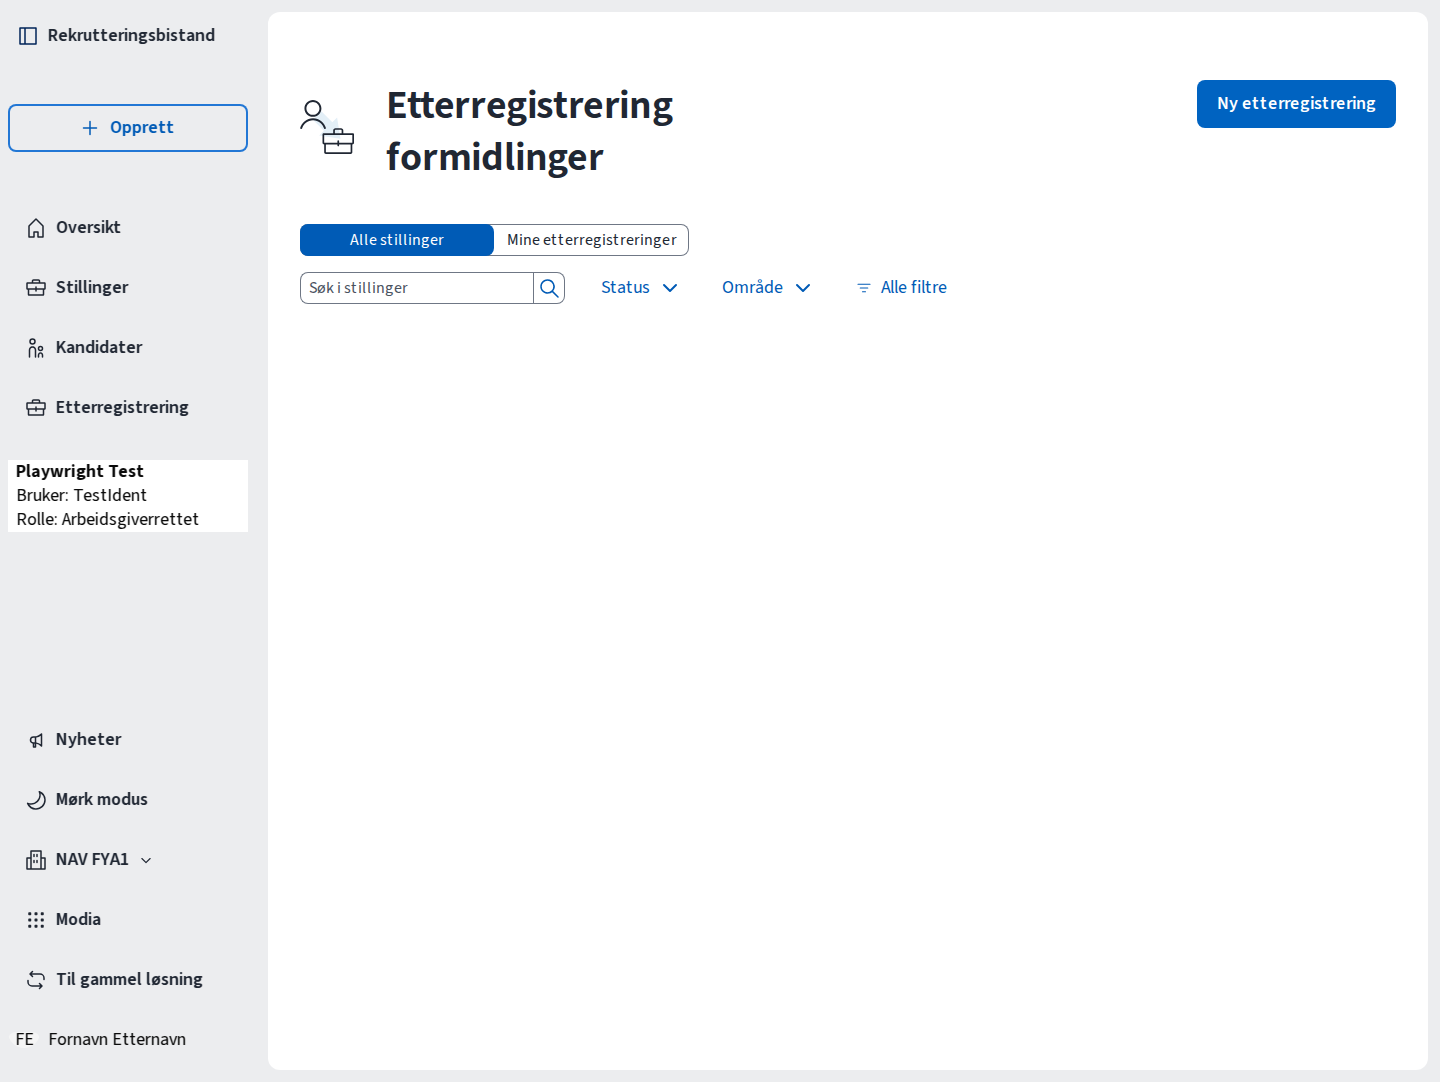 Rekrutteringsbistand
Opprett
Oversikt
Stillinger
Kandidater
Etterregistrering
Playwright Test
Bruker: TestIdent
Rolle: Arbeidsgiverrettet
Nyheter
Mørk modus
NAV FYA1
Modia
Til gammel løsning
FE Fornavn Etternavn
Etterregistrering
formidlinger
Ny etterregistrering
Alle stillinger Mine etterregistreringer
Søk i stillinger Status Område Alle filtre